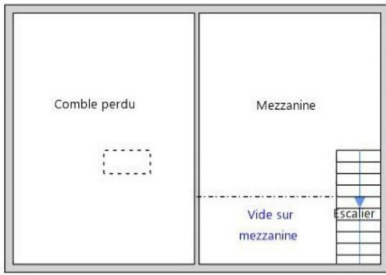 Comble perdu
Mezzanine
Vide sur
mezzanine
Escalier